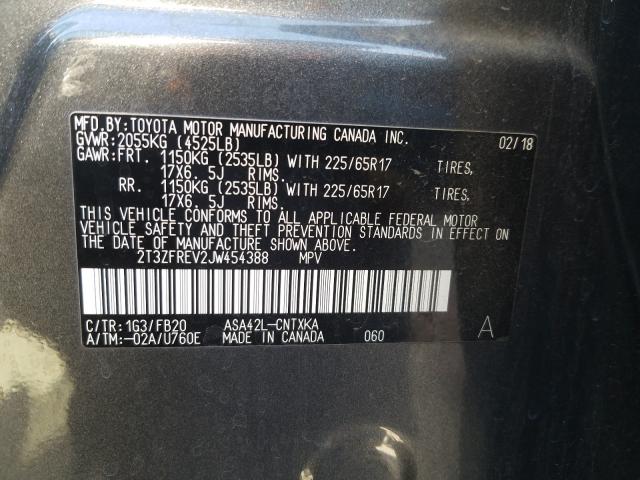 MFD.BY:TOYOTA MOTOR MANUFACTURING CANADA INC. 02/18
GVWR:2055KG (4525LB)
GAWR:FRT. 1150KG (2535LB) WITH 225/65R17 TIRES,
17X6. 5J RIMS.
RR. 1150KG (2535LB) WITH 225/65R17 TIRES,
17X6. 5J RIMS.
THIS VEHICLE CONFORMS TO ALL APPLICABLE FEDERAL MOTOR
VEHICLE SAFETY AND THEFT PREVENTION STANDARDS IN EFFECT ON
THE DATE OF MANUFACTURE SHOWN ABOVE.
2T3ZFREV2JW454388 MPV
C/TR:1G3/FB20 ASA42L-CNTXKA A
A/TM:-02A/U760E MADE IN CANADA 060